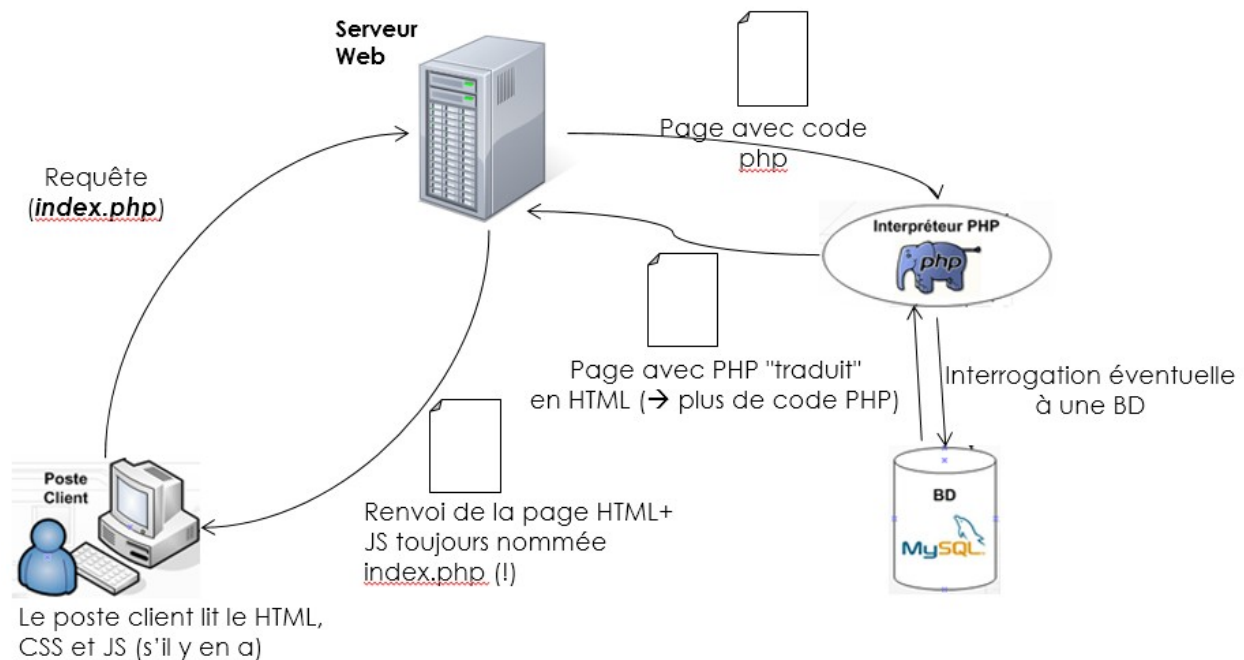 Serveur
Web
Page avec code
php
Requête
(index.php)
Interpréteur PHP
php
Page avec PHP "traduit"
en HTML (→ plus de code PHP)
Interrogation éventuelle
à une BD
Poste
Client
Renvoi de la page HTML+
JS toujours nommée
index.php (!)
BD
MySQL
Le poste client lit le HTML,
CSS et JS (s'il y en a)